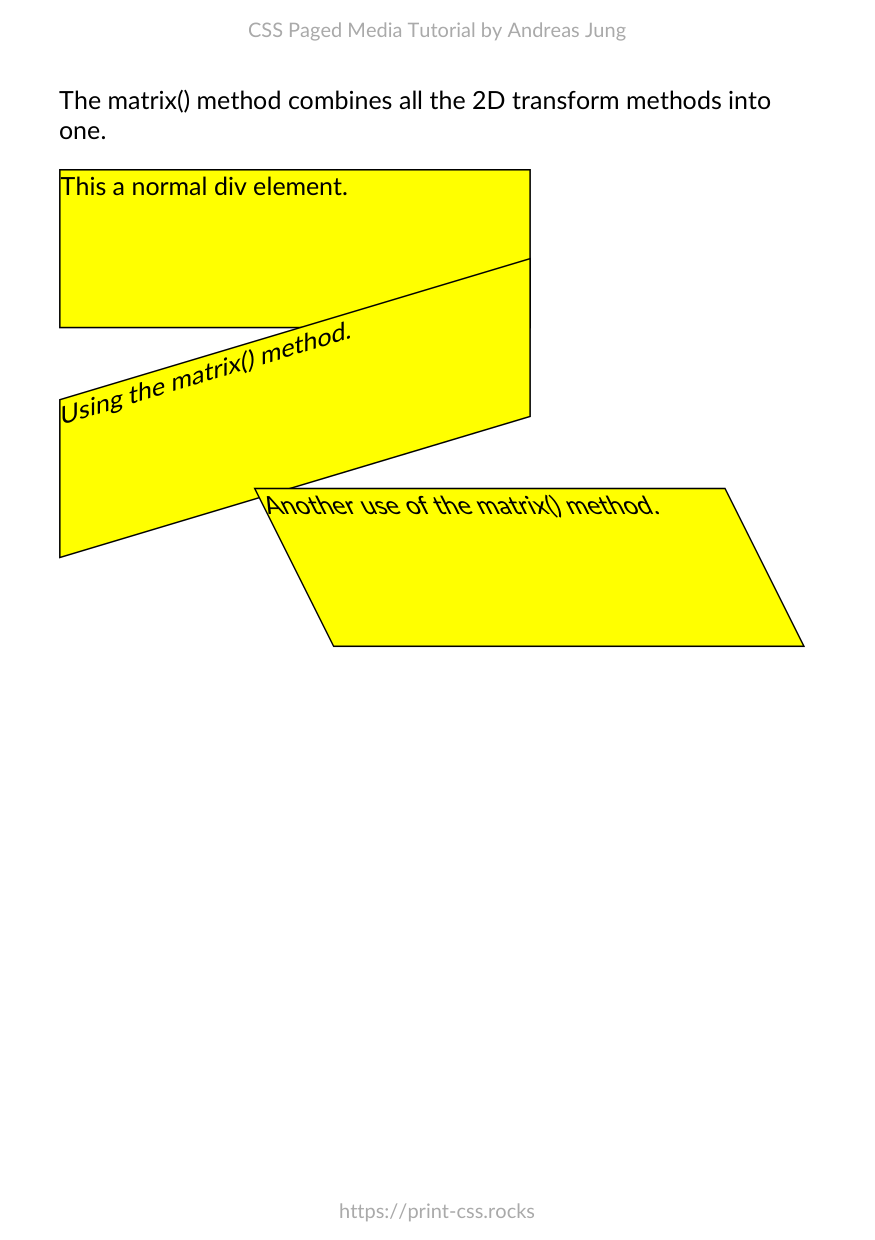 CSS Paged Media Tutorial by Andreas Jung
The matrix() method combines all the 2D transform methods into
one.
This a normal div element.
Using the matrix() method.
Another use of the matrix() method.
https://print-css.rocks